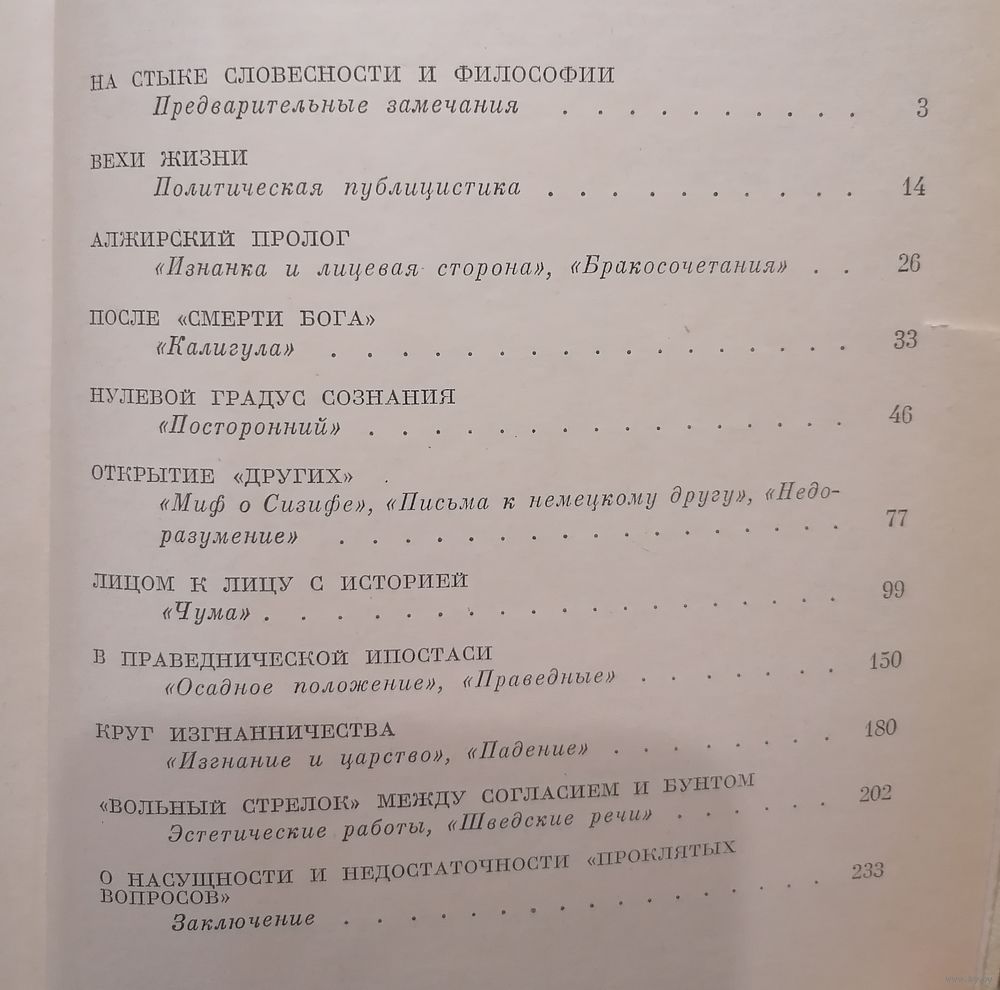 НА СТЫКЕ СЛОВЕСНОСТИ И ФИЛОСОФИИ
Предварительные замечания . . . . . . . . . 3
ВЕХИ ЖИЗНИ
Политическая публицистика . . . . . . . . . . 14
АЛЖИРСКИЙ ПРОЛОГ
«Изнанка и лицевая сторона», «Бракосочетания» . . 26
ПОСЛЕ «СМЕРТИ БОГА»
«Калигула» . . . . . . . . . . . . . . . . 33
НУЛЕВОЙ ГРАДУС СОЗНАНИЯ
«Посторонний» . . . . . . . . . . . . . . . 46
ОТКРЫТИЕ «ДРУГИХ»
«Миф о Сизифе», «Письма к немецкому другу», «Недо-
разумение» . . . . . . . . . . . . . . . . 77
ЛИЦОМ К ЛИЦУ С ИСТОРИЕЙ
«Чума» . . . . . . . . . . . . . . . . . 99
В ПРАВЕДНИЧЕСКОЙ ИПОСТАСИ
«Осадное положение», «Праведные» . . . . . . . 150
КРУГ ИЗГНАННИЧЕСТВА
«Изгнание и царство», «Падение» . . . . . . . 180
«ВОЛЬНЫЙ СТРЕЛОК» МЕЖДУ СОГЛАСИЕМ И БУНТОМ
Эстетические работы, «Шведские речи» . . . . . . 202
О НАСУЩНОСТИ И НЕДОСТАТОЧНОСТИ «ПРОКЛЯТЫХ
ВОПРОСОВ»
Заключение . . . . . . . . . . . . . . . 233